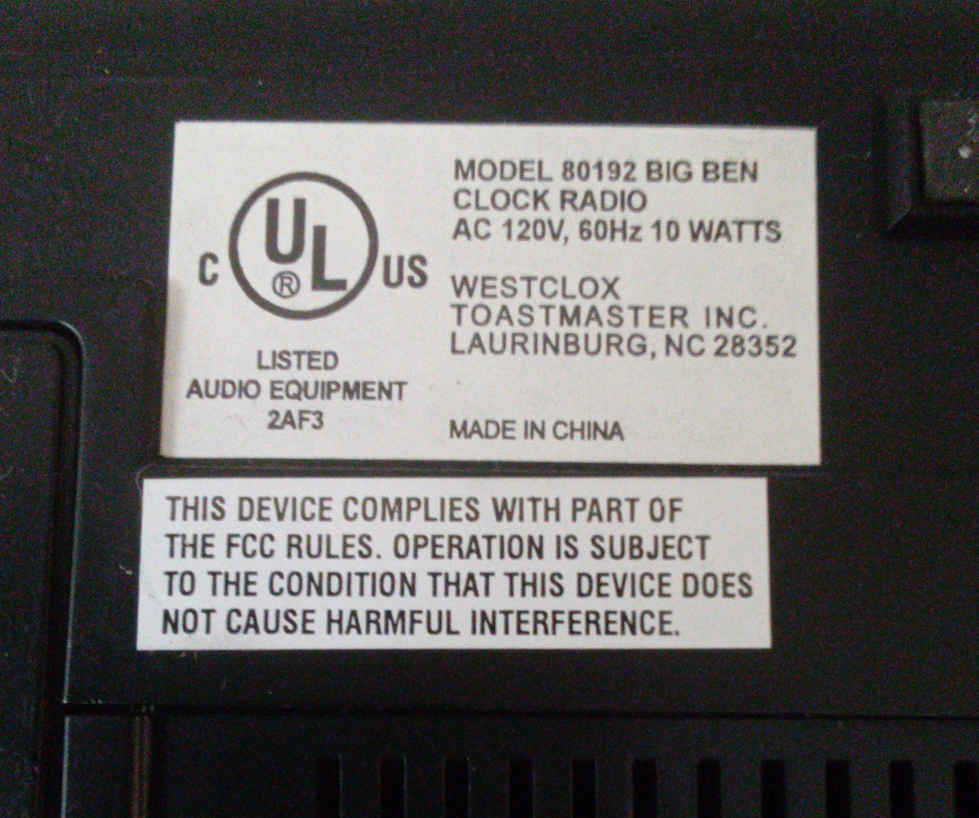 C UL® US
LISTED
AUDIO EQUIPMENT
2AF3
MODEL 80192 BIG BEN
CLOCK RADIO
AC 120V, 60Hz 10 WATTS
WESTCLOX
TOASTMASTER INC.
LAURINBURG, NC 28352
MADE IN CHINA
THIS DEVICE COMPLIES WITH PART OF
THE FCC RULES. OPERATION IS SUBJECT
TO THE CONDITION THAT THIS DEVICE DOES
NOT CAUSE HARMFUL INTERFERENCE.